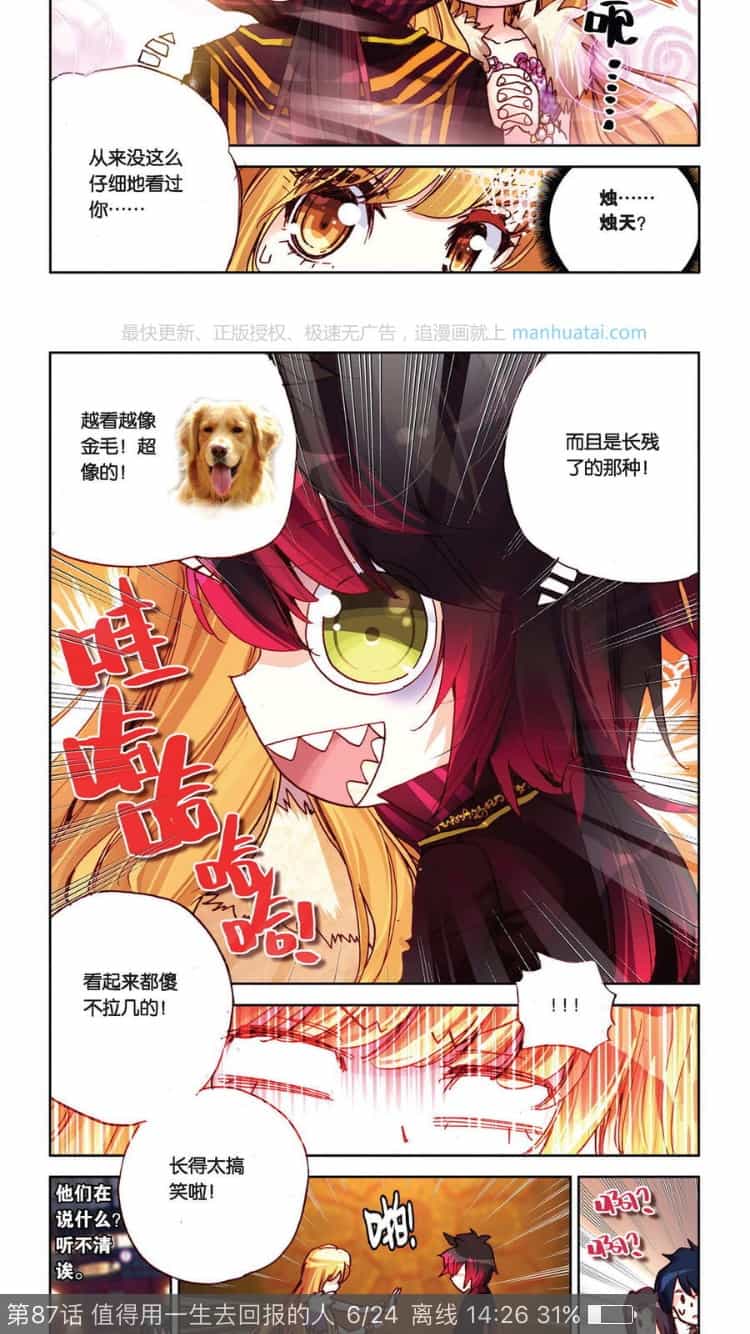 呃……
从来没这么
仔细地看过
你……
烛……
烛天？
最快更新、正版授权、极速无广告，追漫画就上 manhuatai.com
越看越像
金毛！超
像的！
而且是长残
了的那种！
哇哈哈哈哈！
看起来都傻
不拉几的！
！！！
长得太搞
笑啦！
他们在
说什么？
听不清
诶。
啪！
第87话 值得用一生去回报的人 6/24 离线 14:26 31%